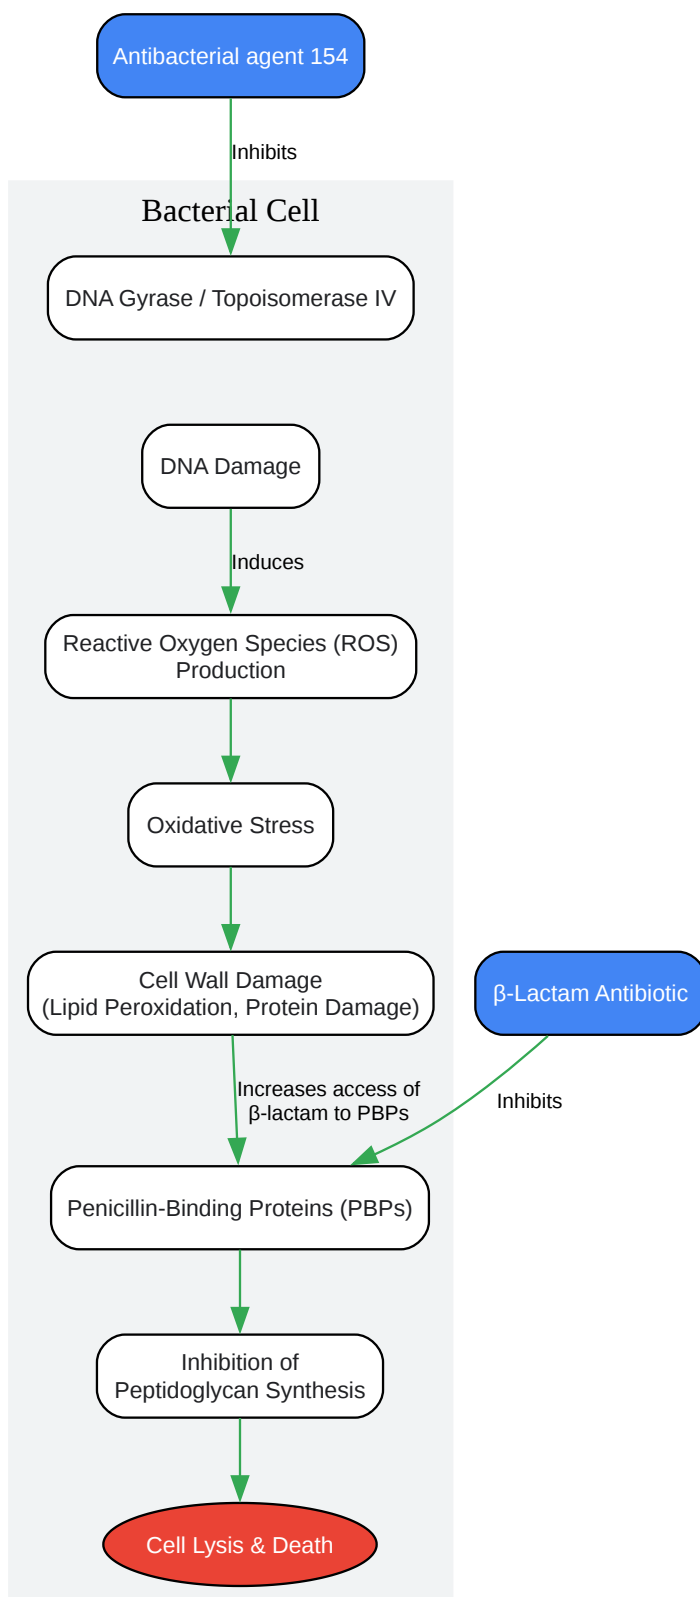 Antibacterial agent 154
Inhibits
Bacterial Cell
DNA Gyrase / Topoisomerase IV
DNA Damage
Induces
Reactive Oxygen Species (ROS)
Production
Oxidative Stress
Cell Wall Damage
(Lipid Peroxidation, Protein Damage)
β-Lactam Antibiotic
Increases access of
β-lactam to PBPs
Inhibits
Penicillin-Binding Proteins (PBPs)
Inhibition of
Peptidoglycan Synthesis
Cell Lysis & Death